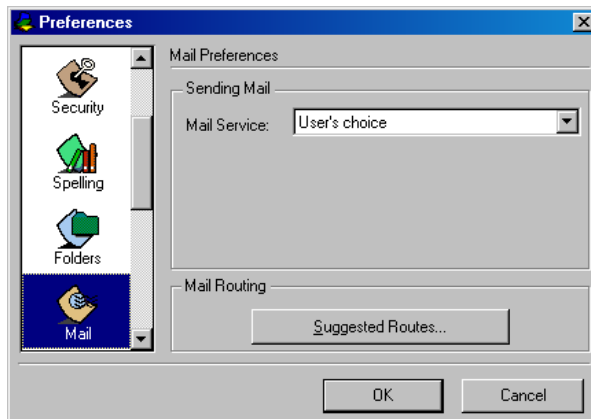 Preferences
Security
Spelling
Folders
Mail
Mail Preferences
Sending Mail
Mail Service: User's choice
Mail Routing
Suggested Routes...
OK Cancel